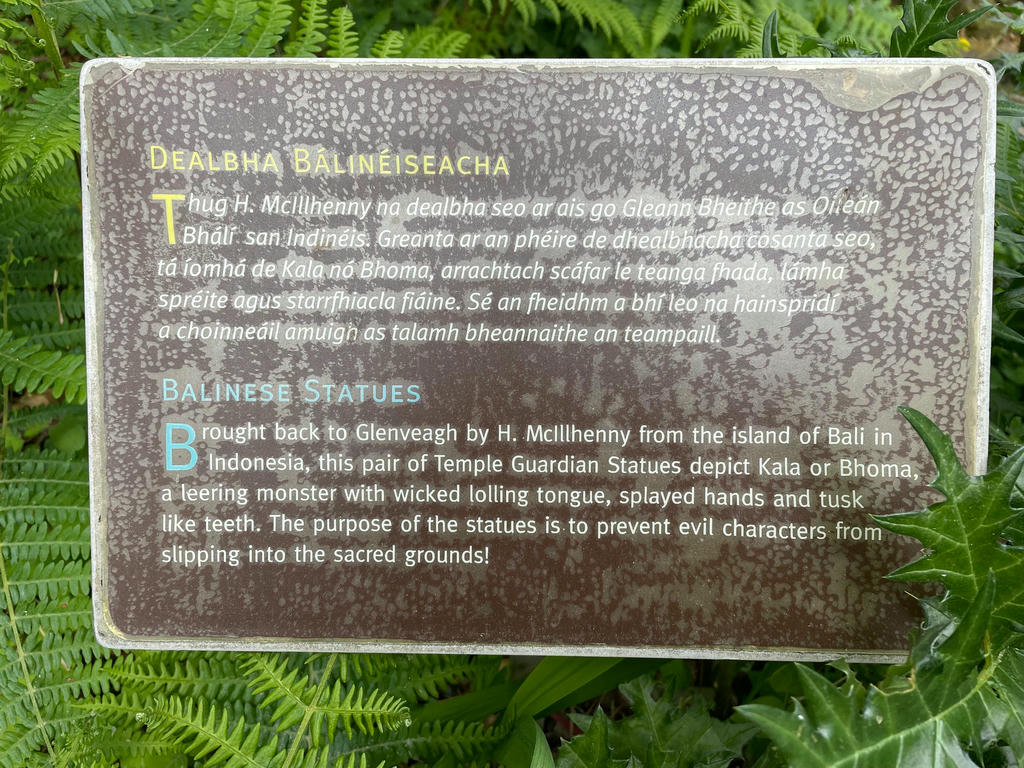 DEALBHA BÁLINÉISEACHA
Thug H. McIllhenny na dealbha seo ar ais go Gleann Bheithe as Oileán
Bhálí san Indinéis. Greanta ar an phéire de dhealbhacha cosanta seo,
tá íomhá de Kala nó Bhoma, arrachtach scáfar le teanga fhada, lámha
spréite agus starrfhiacla fiáine. Sé an fheidhm a bhí leo na hainspridí
a choinneáil amuigh as talamh bheannaithe an teampaill.
BALINESE STATUES
Brought back to Glenveagh by H. McIllhenny from the island of Bali in
Indonesia, this pair of Temple Guardian Statues depict Kala or Bhoma,
a leering monster with wicked lolling tongue, splayed hands and tusk
like teeth. The purpose of the statues is to prevent evil characters from
slipping into the sacred grounds!